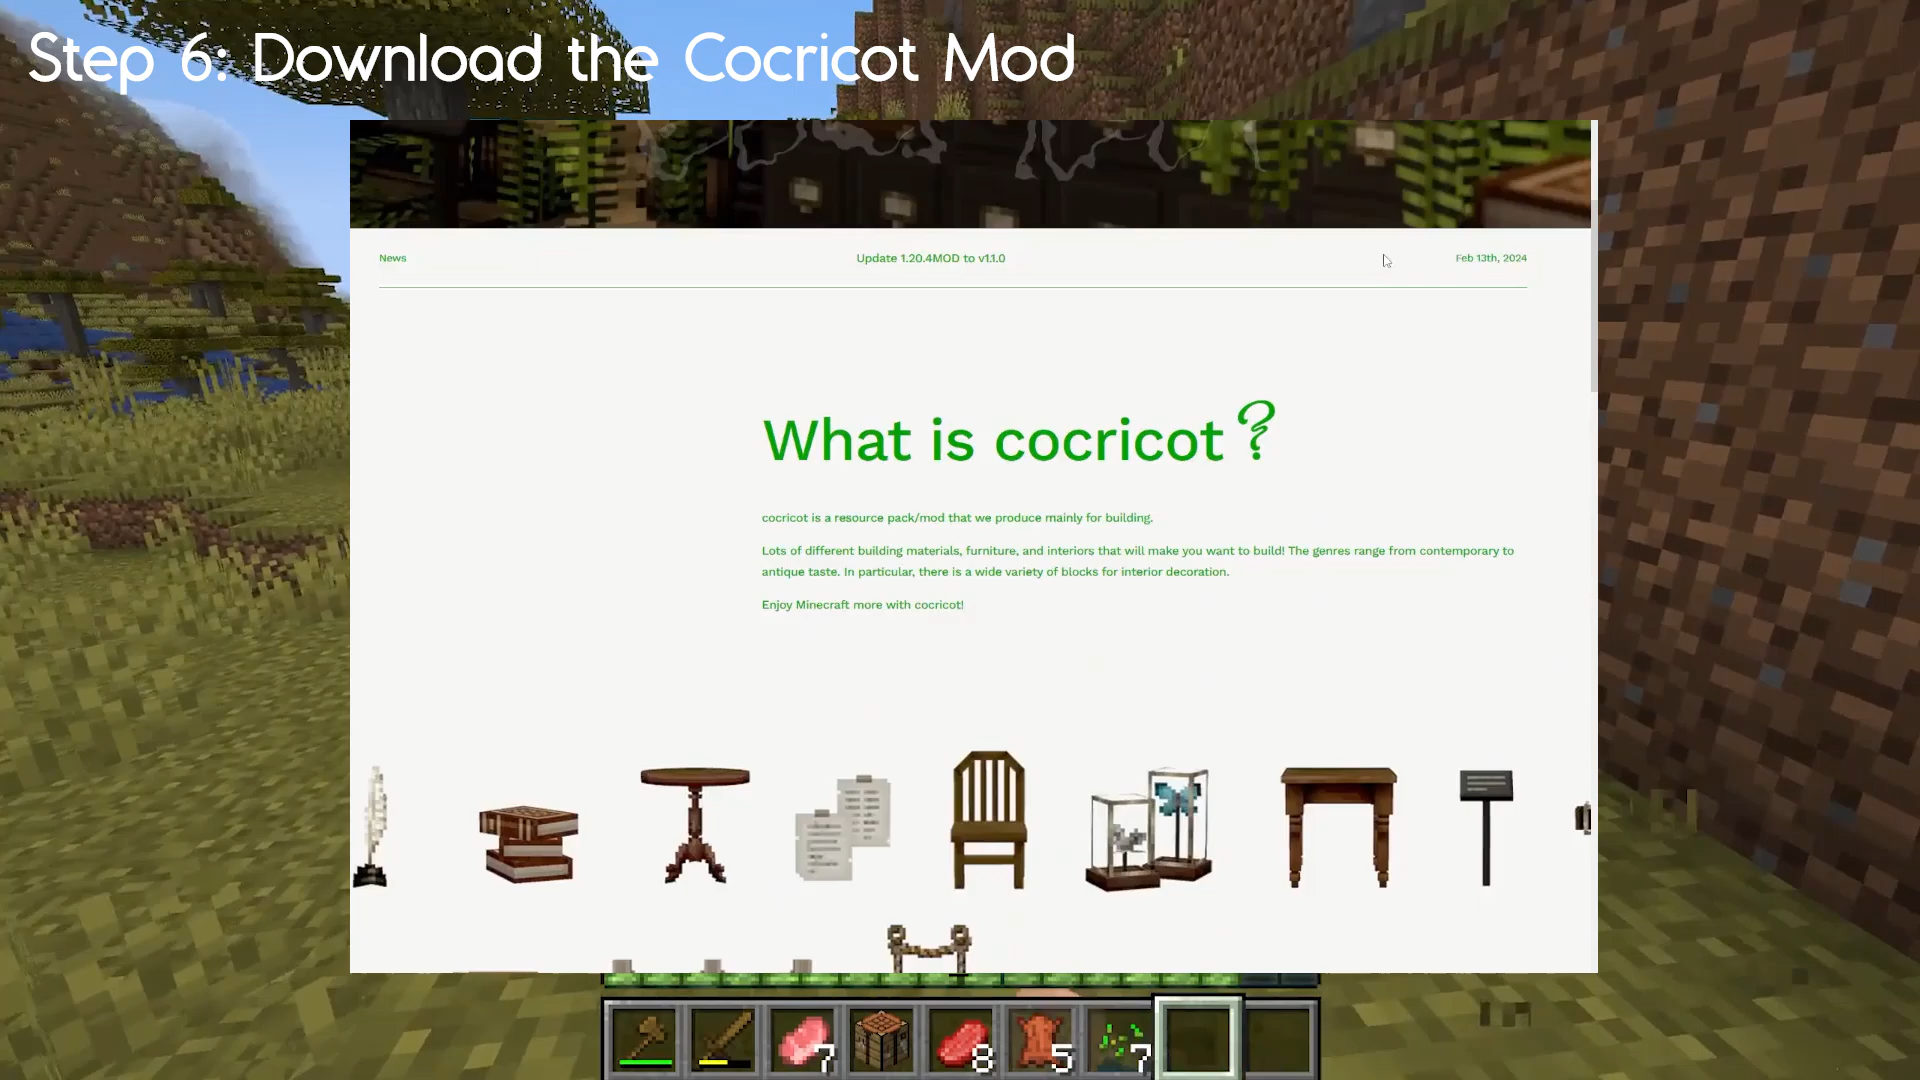 Step 6: Download the Cocricot Mod
News
Update 1.20.4MOD to v1.1.0
Feb 13th, 2024
What is cocricot?
cocricot is a resource pack/mod that we produce mainly for building.
Lots of different building materials, furniture, and interiors that will make you want to build! The genres range from contemporary to
antique taste. In particular, there is a wide variety of blocks for interior decoration.
Enjoy Minecraft more with cocricot!
7
8
5
7